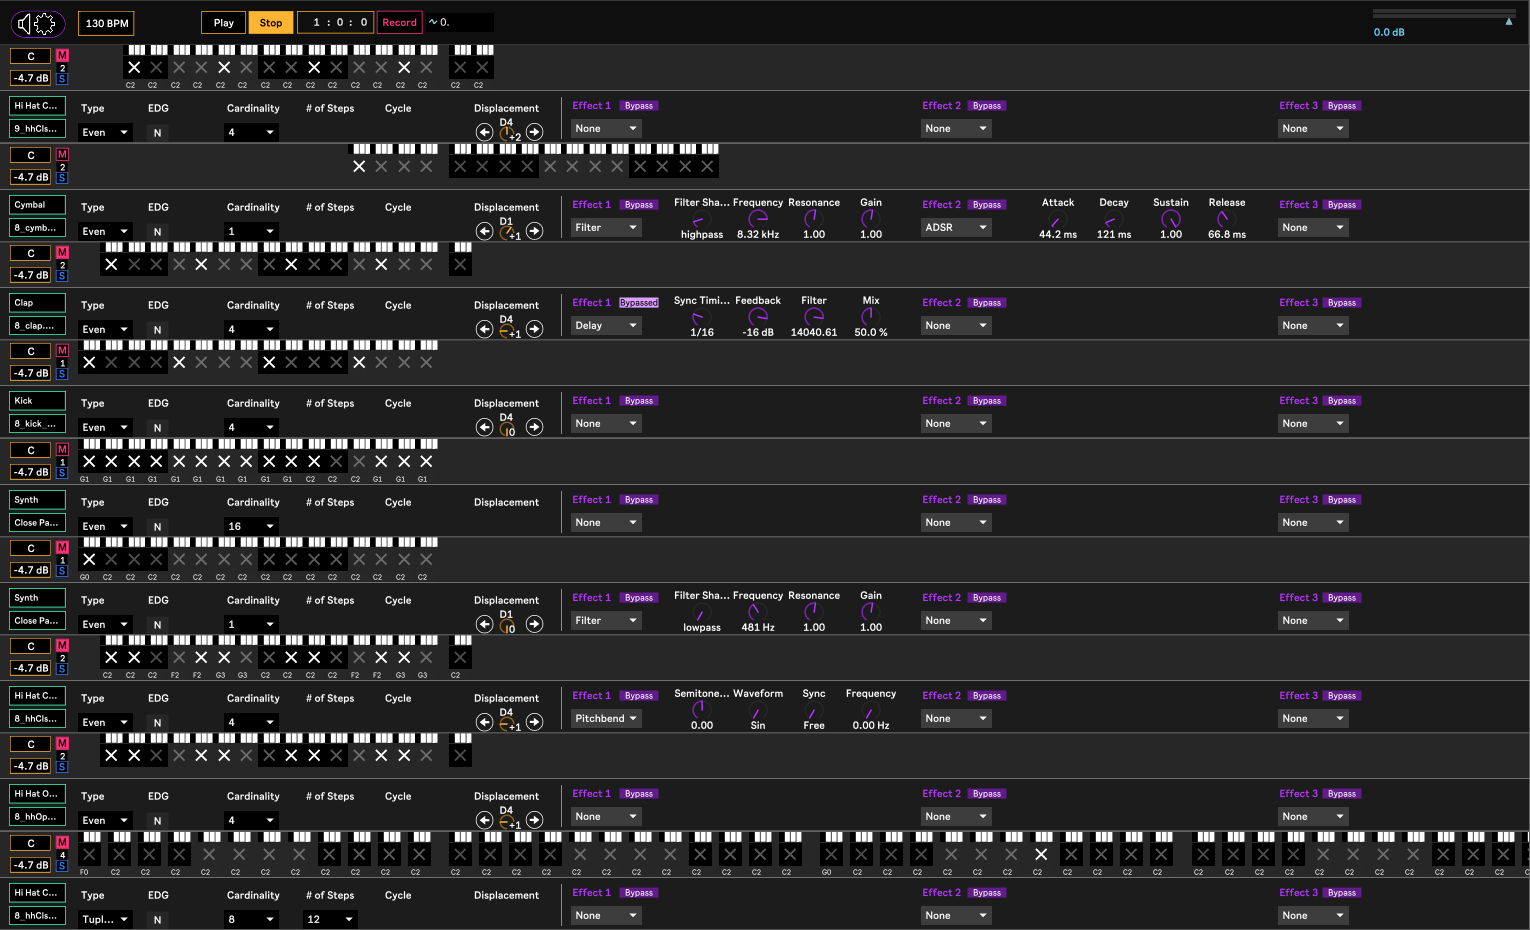 130 BPM Play Stop 1 : 0 : 0 Record ~ 0.
0.0 dB
C M
2
-4.7 dB S C2 C2 C2 C2 C2 C2 C2 C2 C2 C2 C2 C2 C2 C2 C2 C2
Hi Hat C... Type EDG Cardinality # of Steps Cycle Displacement Effect 1 Bypass Effect 2 Bypass Effect 3 Bypass
9_hhCls... Even N 4 D4 +2 None None None
C M
2
-4.7 dB S
Cymbal Type EDG Cardinality # of Steps Cycle Displacement Effect 1 Bypass Filter Sha... Frequency Resonance Gain Effect 2 Bypass Attack Decay Sustain Release Effect 3 Bypass
8_cymb... Even N 1 D1 +1 Filter highpass 8.32 kHz 1.00 1.00 ADSR 44.2 ms 121 ms 1.00 66.8 ms None
C M
2
-4.7 dB S
Clap Type EDG Cardinality # of Steps Cycle Displacement Effect 1 Bypassed Sync Timi... Feedback Filter Mix Effect 2 Bypass Effect 3 Bypass
8_clap.... Even N 4 D4 +1 Delay 1/16 -16 dB 14040.61 50.0 % None None
C M
1
-4.7 dB S
Kick Type EDG Cardinality # of Steps Cycle Displacement Effect 1 Bypass Effect 2 Bypass Effect 3 Bypass
8_kick_... Even N 4 D4 0 None None None
C M
1
-4.7 dB S G1 G1 G1 G1 G1 G1 G1 G1 G1 G1 C2 C2 C2 G1 G1 G1
Synth Type EDG Cardinality # of Steps Cycle Displacement Effect 1 Bypass Effect 2 Bypass Effect 3 Bypass
Close Pa... Even N 16 None None None
C M
1
-4.7 dB S G0 C2 C2 C2 C2 C2 C2 C2 C2 C2 C2 C2 C2 C2 C2 C2
Synth Type EDG Cardinality # of Steps Cycle Displacement Effect 1 Bypass Filter Sha... Frequency Resonance Gain Effect 2 Bypass Effect 3 Bypass
Close Pa... Even N 1 D1 0 Filter lowpass 481 Hz 1.00 1.00 None None
C M
2
-4.7 dB S C2 C2 C2 F2 F2 G3 G3 C2 C2 C2 C2 F2 F2 G3 G3 C2
Hi Hat C... Type EDG Cardinality # of Steps Cycle Displacement Effect 1 Bypass Semitone... Waveform Sync Frequency Effect 2 Bypass Effect 3 Bypass
8_hhCls... Even N 4 D4 +1 Pitchbend 0.00 Sin Free 0.00 Hz None None
C M
2
-4.7 dB S
Hi Hat O... Type EDG Cardinality # of Steps Cycle Displacement Effect 1 Bypass Effect 2 Bypass Effect 3 Bypass
8_hhOp... Even N 4 D4 +1 None None None
C M
4
-4.7 dB S F0 C2 C2 C2 C2 C2 C2 C2 C2 C2 C2 C2 C2 C2 C2 C2 C2 C2 C2 C2 C2 C2 C2 C2 G0 C2 C2 C2 C2 C2 C2 C2 C2 C2 C2 C2 C2 C2 C2 C2 C2 C2 C2 C2 C2 C2 C2
Hi Hat C... Type EDG Cardinality # of Steps Cycle Displacement Effect 1 Bypass Effect 2 Bypass Effect 3 Bypass
8_hhCls... Tupl... N 8 12 None None None